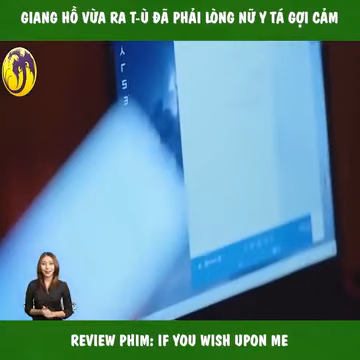 GIANG HỒ VỪA RA T-Ù ĐÃ PHẢI LÒNG NỮ Y TÁ GỢI CẢM
REVIEW PHIM: IF YOU WISH UPON ME